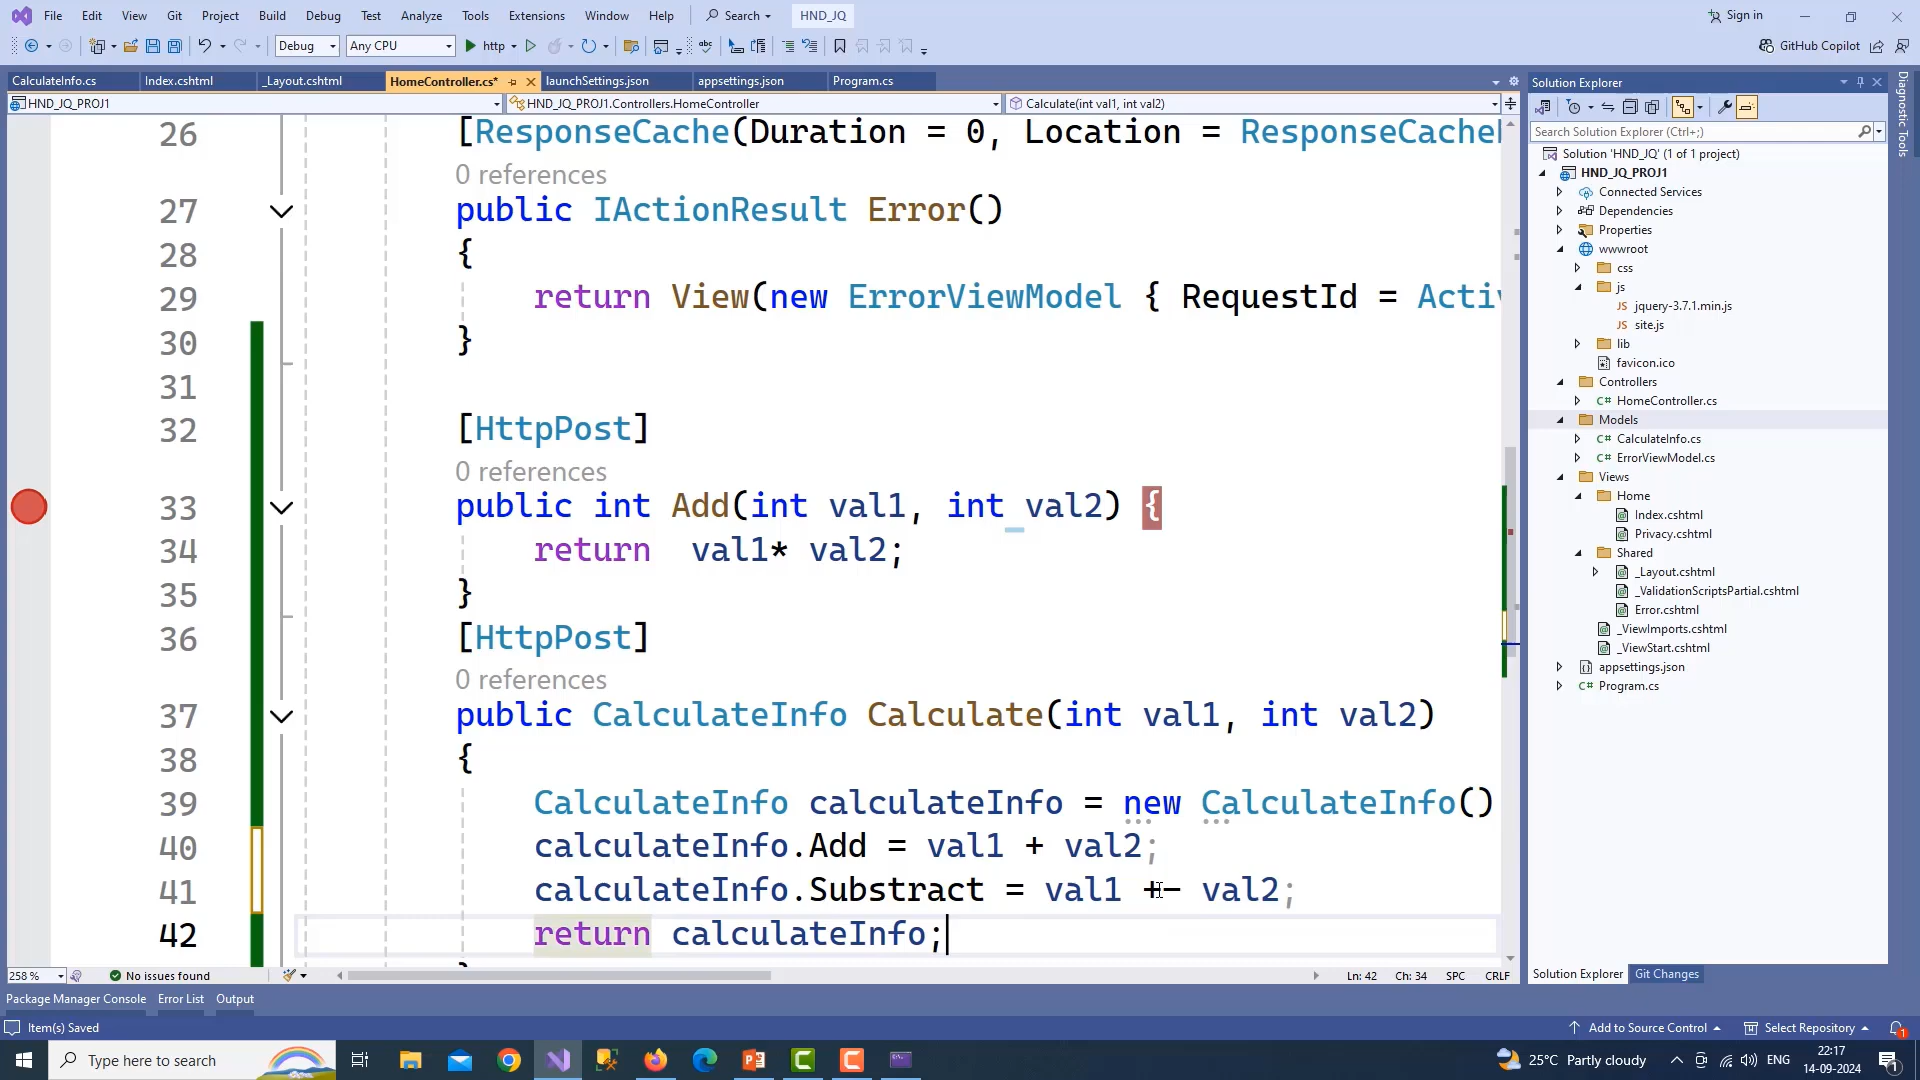 File Edit View Git Project Build Debug Test Analyze Tools Extensions Window Help Search HND_JQ Sign in
Debug Any CPU http GitHub Copilot
CalculateInfo.cs Index.cshtml _Layout.cshtml HomeController.cs* launchSettings.json appsettings.json Program.cs
HND_JQ_PROJ1 HND_JQ_PROJ1.Controllers.HomeController Calculate(int val1, int val2)
26 [ResponseCache(Duration = 0, Location = ResponseCache
0 references
27 public IActionResult Error()
28 {
29 return View(new ErrorViewModel { RequestId = Activ
30 }
31
32 [HttpPost]
0 references
33 public int Add(int val1, int val2) {
34 return  val1* val2;
35 }
36 [HttpPost]
0 references
37 public CalculateInfo Calculate(int val1, int val2)
38 {
39 CalculateInfo calculateInfo = new CalculateInfo()
40 calculateInfo.Add = val1 + val2;
41 calculateInfo.Substract = val1 +- val2;
42 return calculateInfo;
258 % No issues found Ln: 42 Ch: 34 SPC CRLF
Solution Explorer
Search Solution Explorer (Ctrl+;)
Solution 'HND_JQ' (1 of 1 project)
HND_JQ_PROJ1
Connected Services
Dependencies
Properties
wwwroot
css
js
JS jquery-3.7.1.min.js
JS site.js
lib
favicon.ico
Controllers
C# HomeController.cs
Models
C# CalculateInfo.cs
C# ErrorViewModel.cs
Views
Home
Index.cshtml
Privacy.cshtml
Shared
_Layout.cshtml
_ValidationScriptsPartial.cshtml
Error.cshtml
_ViewImports.cshtml
_ViewStart.cshtml
appsettings.json
C# Program.cs
Solution Explorer Git Changes
Diagnostic Tools
Package Manager Console Error List Output
Item(s) Saved Add to Source Control Select Repository 1
Type here to search 25°C Partly cloudy ENG 22:17
14-09-2024 1